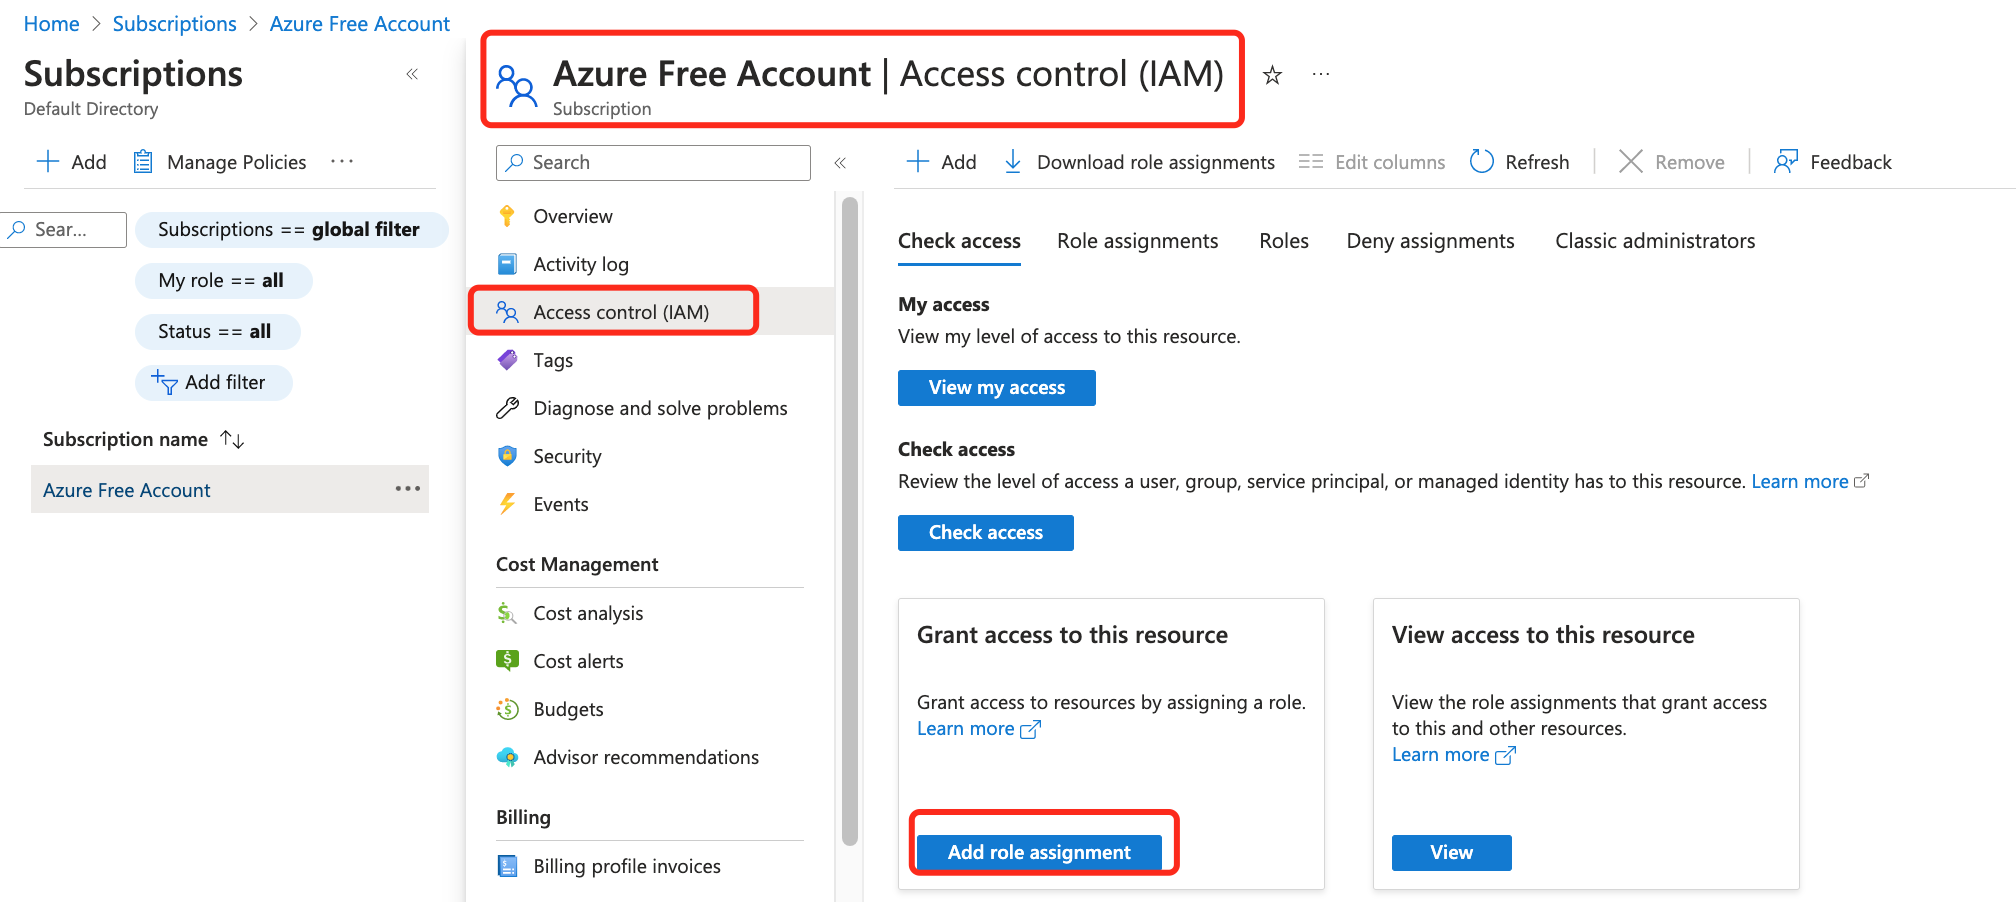 Home > Subscriptions > Azure Free Account
Subscriptions
Default Directory
Add
Manage Policies
Sear...
Subscriptions == global filter
My role == all
Status == all
Add filter
Subscription name
Azure Free Account
Azure Free Account | Access control (IAM)
Subscription
Search
Overview
Activity log
Access control (IAM)
Tags
Diagnose and solve problems
Security
Events
Cost Management
Cost analysis
Cost alerts
Budgets
Advisor recommendations
Billing
Billing profile invoices
Add
Download role assignments
Edit columns
Refresh
Remove
Feedback
Check access
Role assignments
Roles
Deny assignments
Classic administrators
My access
View my level of access to this resource.
View my access
Check access
Review the level of access a user, group, service principal, or managed identity has to this resource. Learn more
Check access
Grant access to this resource
Grant access to resources by assigning a role.
Learn more
Add role assignment
View access to this resource
View the role assignments that grant access
to this and other resources.
Learn more
View